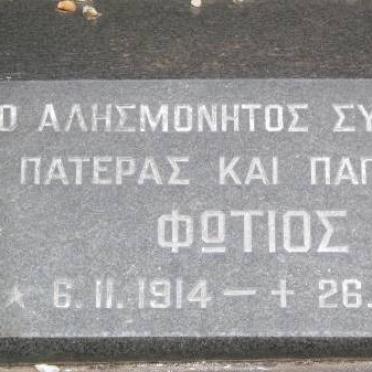 Ο ΑΛΗΣΜΟΝΗΤΟΣ ΣΥ
ΠΑΤΕΡΑΣ ΚΑΙ ΠΑΠ
ΦΩΤΙΟΣ
★ 6.11.1914 — + 26.